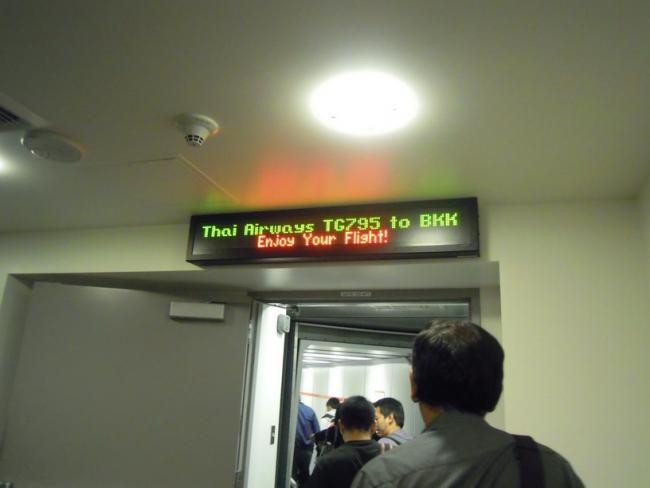 Thai Airways TG795 to BKK
Enjoy Your Flight!